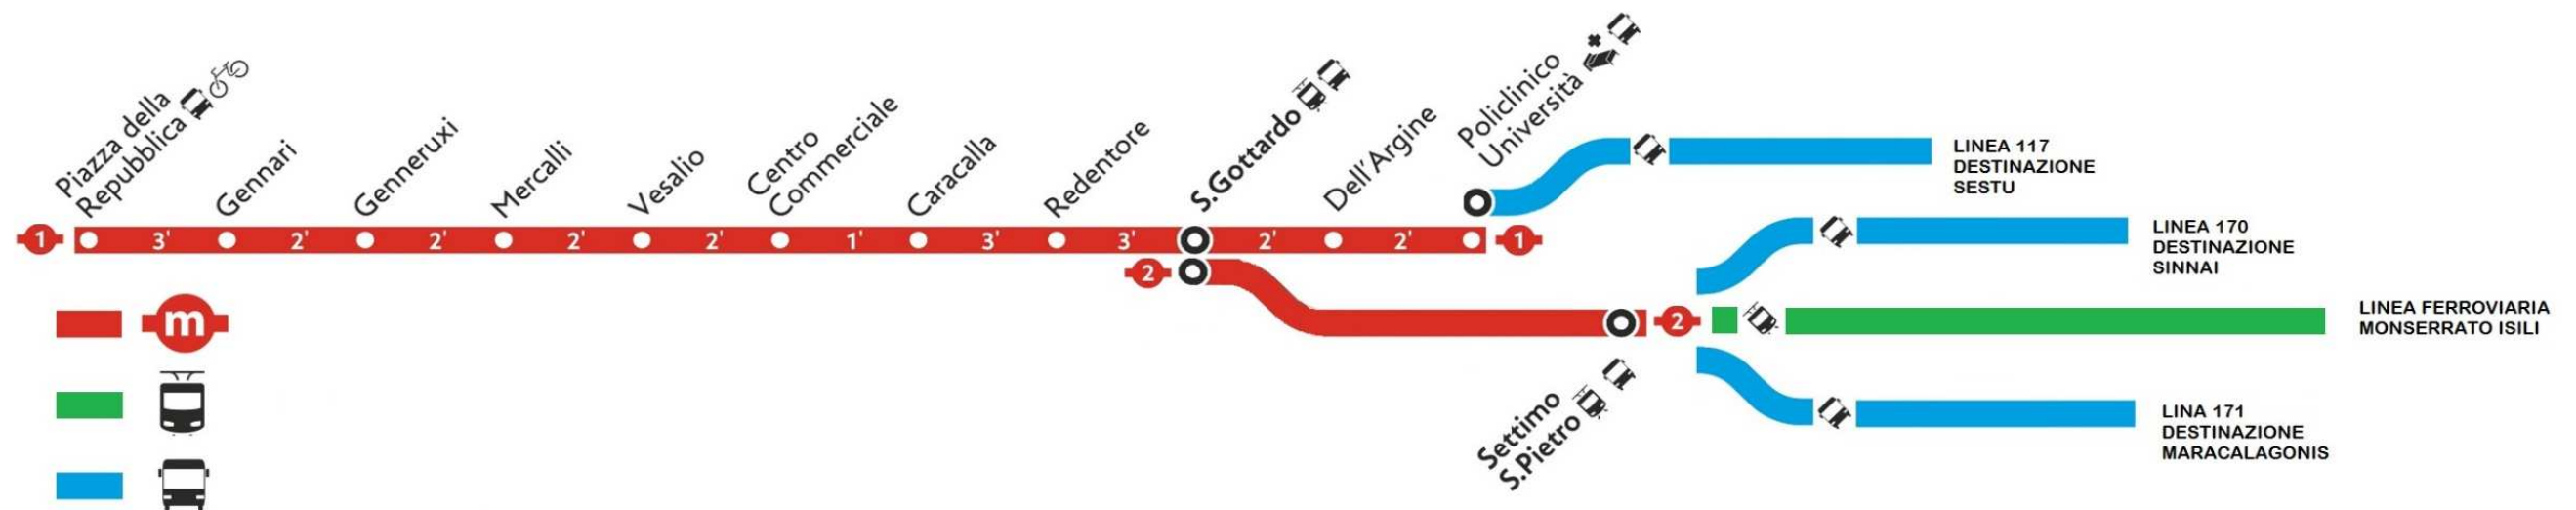 Piazza della
Repubblica
Gennari
Genneruxi
Mercalli
Vesalio
Centro
Commerciale
Caracalla
Redentore
S.Gottardo
Dell'Argine
Policlinico
Università
LINEA 117
DESTINAZIONE
SESTU
1 3' 2' 2' 2' 2' 1' 3' 3' 2' 2' 1
LINEA 170
DESTINAZIONE
SINNAI
2
2
LINEA FERROVIARIA
MONSERRATO ISILI
m
Settimo
S.Pietro
LINA 171
DESTINAZIONE
MARACALAGONIS